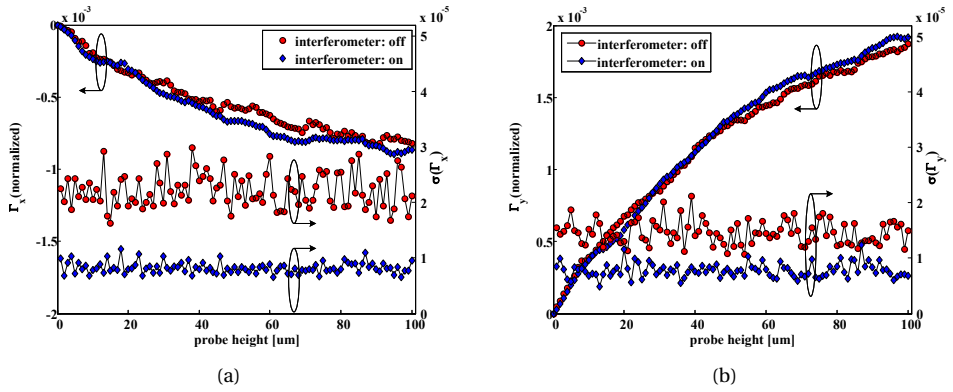 x 10⁻³
x 10⁻⁵
0
-0.5
-1
-1.5
-2
Γx (normalized)
interferometer: off
interferometer: on
5
4
3
2
1
0
σ(Γx)
0 20 40 60 80 100
probe height [um]
(a)
x 10⁻³
x 10⁻⁵
2
1.5
1
0.5
0
Γy (normalized)
interferometer: off
interferometer: on
5
4
3
2
1
0
σ(Γy)
0 20 40 60 80 100
probe height [um]
(b)